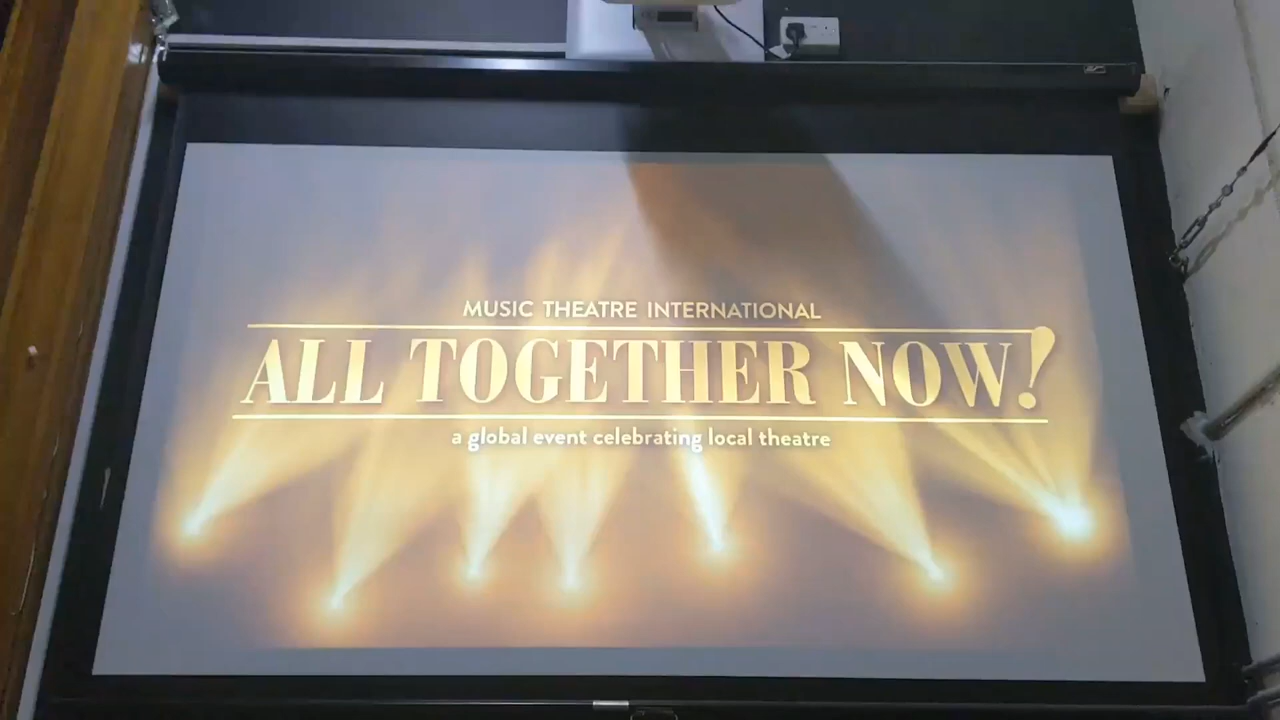 MUSIC THEATRE INTERNATIONAL
ALL TOGETHER NOW!
a global event celebrating local theatre